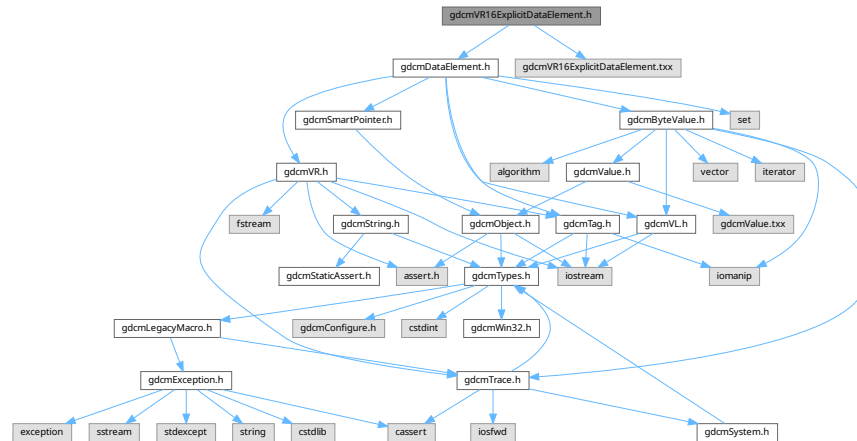 gdcmVR16ExplicitDataElement.h
gdcmDataElement.h
gdcmVR16ExplicitDataElement.txx
gdcmSmartPointer.h
gdcmByteValue.h
set
gdcmVR.h
algorithm
gdcmValue.h
vector
iterator
fstream
gdcmString.h
gdcmObject.h
gdcmTag.h
gdcmVL.h
gdcmValue.txx
gdcmStaticAssert.h
assert.h
gdcmTypes.h
iostream
iomanip
gdcmLegacyMacro.h
gdcmConfigure.h
cstdint
gdcmWin32.h
gdcmException.h
gdcmTrace.h
exception
sstream
stdexcept
string
cstdlib
cassert
iosfwd
gdcmSystem.h